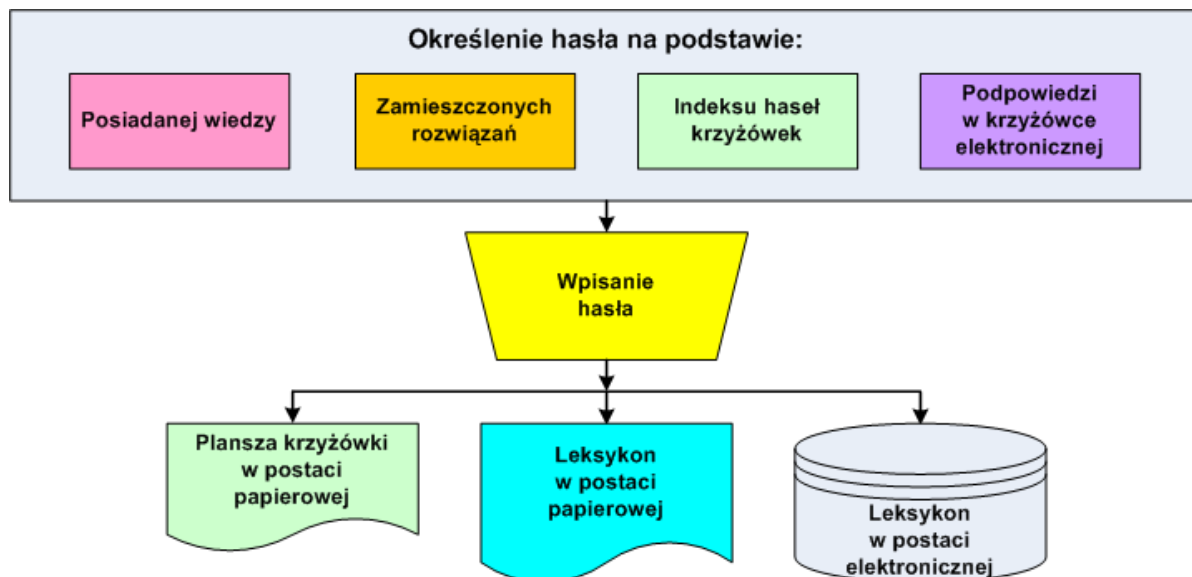 Określenie hasła na podstawie:
Posiadanej wiedzy
Zamieszczonych
rozwiązań
Indeksu haseł
krzyżówek
Podpowiedzi
w krzyżówce
elektronicznej
Wpisanie
hasła
Plansza krzyżówki
w postaci
papierowej
Leksykon
w postaci
papierowej
Leksykon
w postaci
elektronicznej